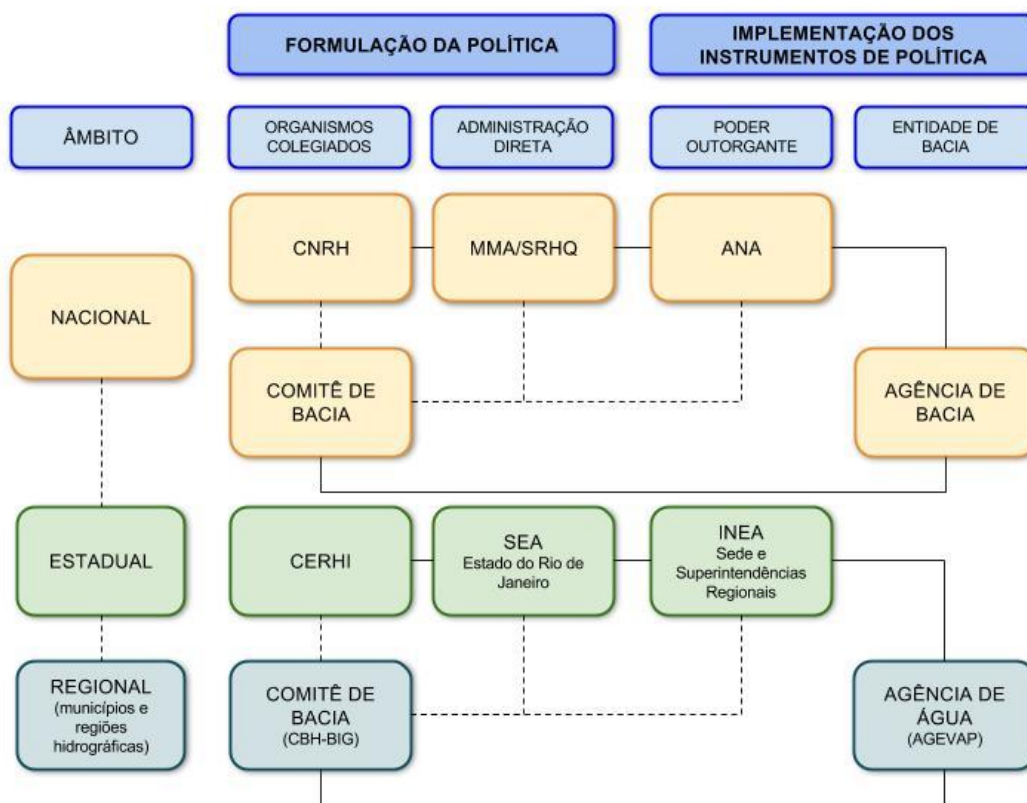 FORMULAÇÃO DA POLÍTICA
IMPLEMENTAÇÃO DOS
INSTRUMENTOS DE POLÍTICA
ÂMBITO
ORGANISMOS
COLEGIADOS
ADMINISTRAÇÃO
DIRETA
PODER
OUTORGANTE
ENTIDADE DE
BACIA
NACIONAL
CNRH
MMA/SRHQ
ANA
COMITÊ DE
BACIA
AGÊNCIA DE
BACIA
ESTADUAL
CERHI
SEA
Estado do Rio de
Janeiro
INEA
Sede e
Superintendências
Regionais
REGIONAL
(municípios e
regiões
hidrográficas)
COMITÊ DE
BACIA
(CBH-BIG)
AGÊNCIA DE
ÁGUA
(AGEVAP)